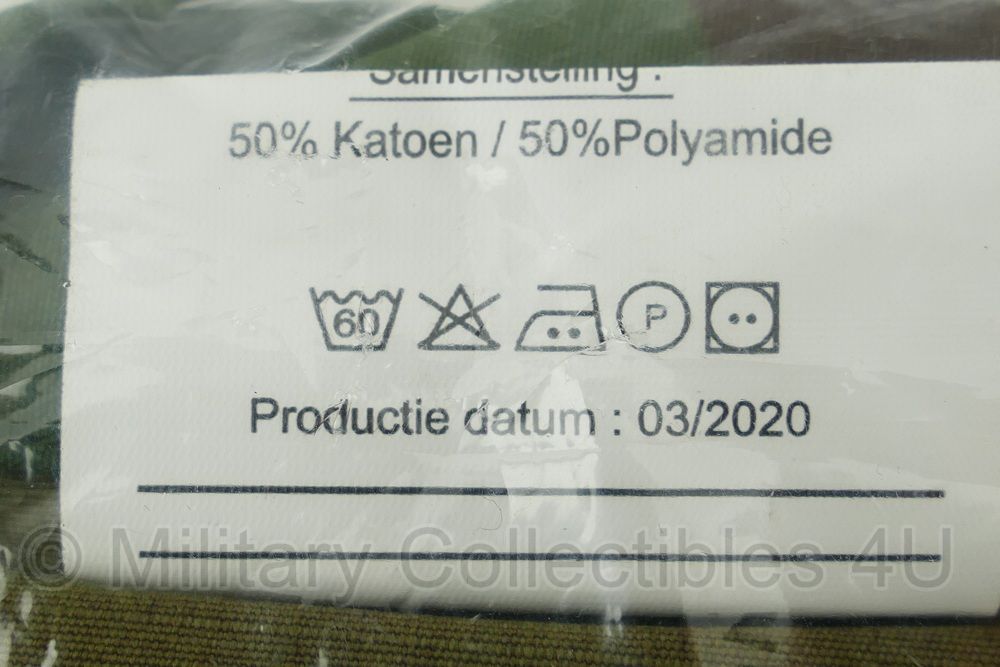 Samenstelling :
50% Katoen / 50%Polyamide
60 P
Productie datum : 03/2020
© Military Collectibles 4U